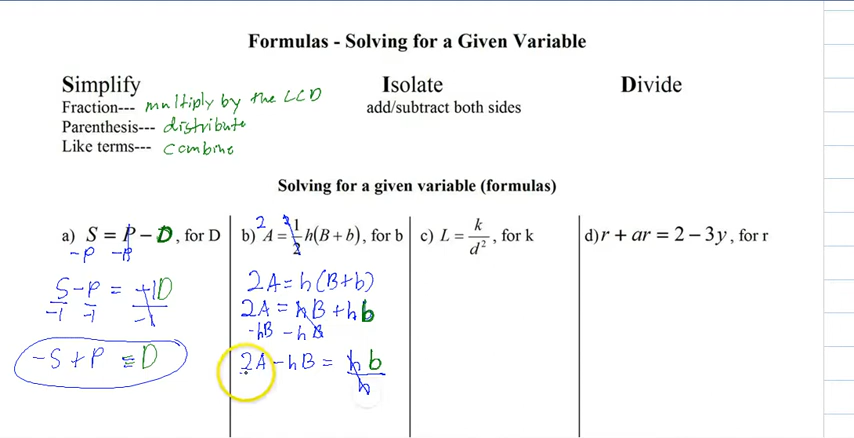 Formulas - Solving for a Given Variable
Simplify
Fraction--- multiply by the LCD
Parenthesis--- distribute
Like terms--- combine
Isolate
add/subtract both sides
Divide
Solving for a given variable (formulas)
a) S = P − D, for D
-P -P
S - P = -1D
-1 -1 -1
-S + P = D
b) 2 A = 2 1/2 h(B + b), for b
2A = h(B+b)
2A = hB + hb
-hB -hB
2A - hB = hb
h
c) L = k/d², for k
d) r + ar = 2 − 3y, for r